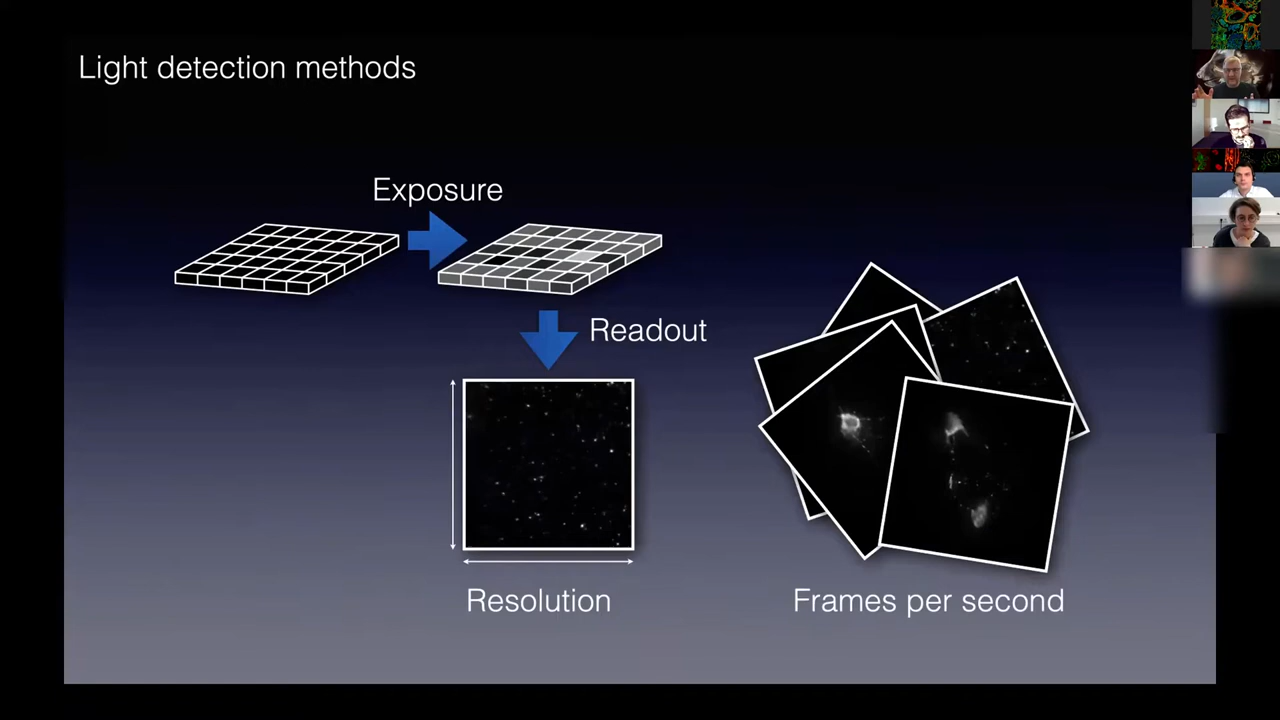 Light detection methods
Exposure
Readout
Resolution
Frames per second